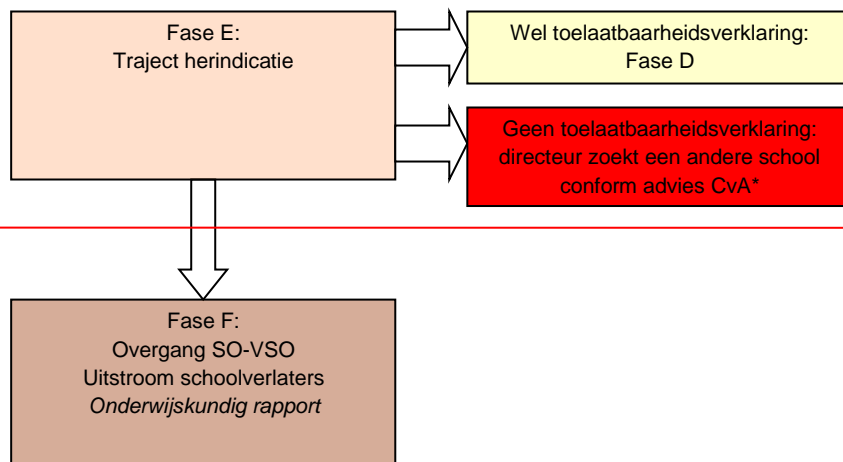 Fase E:
Traject herindicatie
Wel toelaatbaarheidsverklaring:
Fase D
Geen toelaatbaarheidsverklaring:
directeur zoekt een andere school
conform advies CvA*
Fase F:
Overgang SO-VSO
Uitstroom schoolverlaters
Onderwijskundig rapport